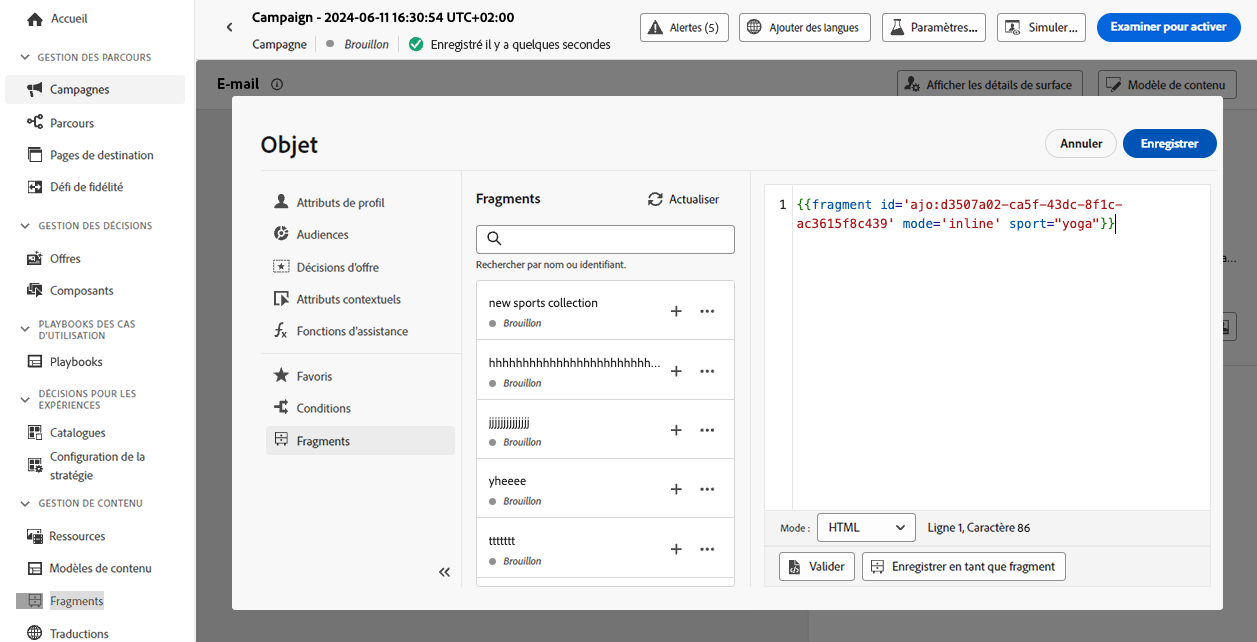 Accueil
GESTION DES PARCOURS
Campagnes
Parcours
Pages de destination
Défi de fidélité
GESTION DES DÉCISIONS
Offres
Composants
PLAYBOOKS DES CAS
D'UTILISATION
Playbooks
DÉCISIONS POUR LES
EXPÉRIENCES
Catalogues
Configuration de la
stratégie
GESTION DE CONTENU
Ressources
Modèles de contenu
Fragments
Traductions
Campaign - 2024-06-11 16:30:54 UTC+02:00
Campagne
Brouillon
Enregistré il y a quelques secondes
Alertes (5)
Ajouter des langues
Paramètres...
Simuler...
Examiner pour activer
E-mail
Afficher les détails de surface
Modèle de contenu
Objet
Annuler
Enregistrer
Attributs de profil
Audiences
Décisions d'offre
Attributs contextuels
Fonctions d'assistance
Favoris
Conditions
Fragments
Fragments
Actualiser
Rechercher par nom ou identifiant.
new sports collection
Brouillon
hhhhhhhhhhhhhhhhhhhhhhhh...
Brouillon
jjjjjjjjjjjjjj
Brouillon
yheeee
Brouillon
ttttttt
Brouillon
1 {{fragment id='ajo:d3507a02-ca5f-43dc-8f1c-
ac3615f8c439' mode='inline' sport="yoga"}}
Mode :
HTML
Ligne 1, Caractère 86
Valider
Enregistrer en tant que fragment